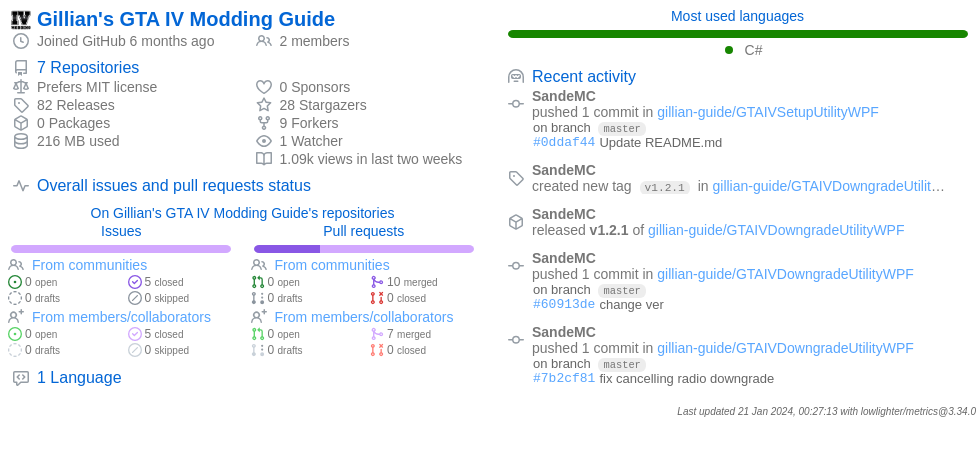 Gillian's GTA IV Modding Guide
Joined GitHub 6 months ago
2 members
7 Repositories
Prefers MIT license
82 Releases
0 Packages
216 MB used
0 Sponsors
28 Stargazers
9 Forkers
1 Watcher
1.09k views in last two weeks
Overall issues and pull requests status
On Gillian's GTA IV Modding Guide's repositories
Issues
From communities
0 open
5 closed
0 drafts
0 skipped
From members/collaborators
0 open
5 closed
0 drafts
0 skipped
Pull requests
From communities
0 open
10 merged
0 drafts
0 closed
From members/collaborators
0 open
7 merged
0 drafts
0 closed
1 Language
Most used languages
C#
Recent activity
SandeMC
pushed 1 commit in gillian-guide/GTAIVSetupUtilityWPF
on branch master
#0ddaf44 Update README.md
SandeMC
created new tag v1.2.1 in gillian-guide/GTAIVDowngradeUtilit…
SandeMC
released v1.2.1 of gillian-guide/GTAIVDowngradeUtilityWPF
SandeMC
pushed 1 commit in gillian-guide/GTAIVDowngradeUtilityWPF
on branch master
#60913de change ver
SandeMC
pushed 1 commit in gillian-guide/GTAIVDowngradeUtilityWPF
on branch master
#7b2cf81 fix cancelling radio downgrade
Last updated 21 Jan 2024, 00:27:13 with lowlighter/metrics@3.34.0